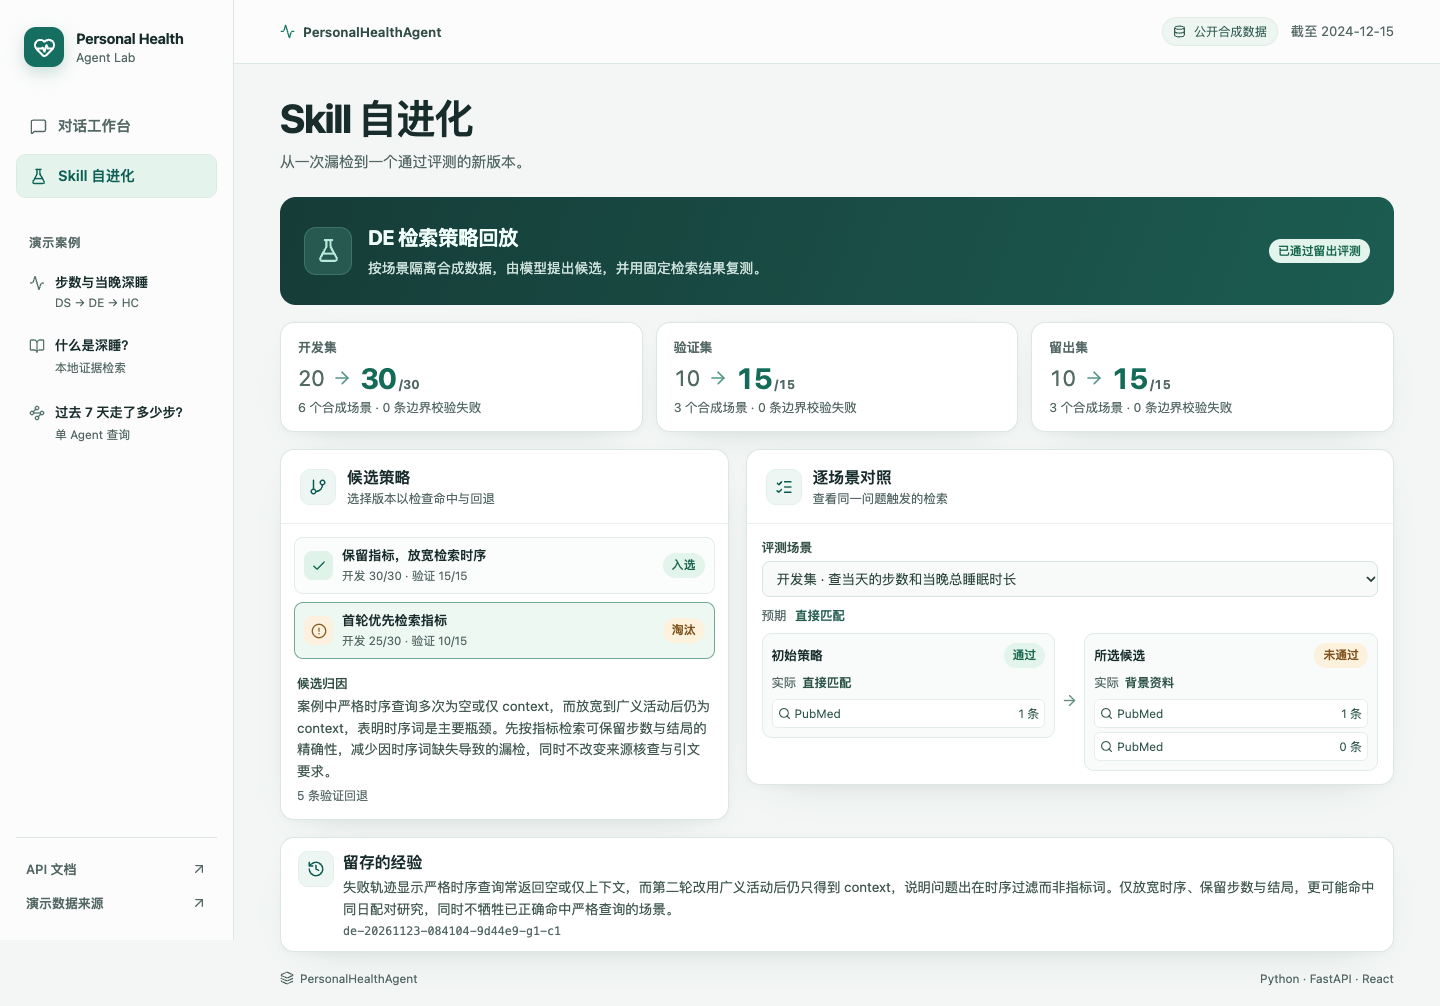 Personal Health
Agent Lab
对话工作台
Skill 自进化
演示案例
步数与当晚深睡
DS → DE → HC
什么是深睡?
本地证据检索
过去 7 天走了多少步?
单 Agent 查询
API 文档
演示数据来源
PersonalHealthAgent
公开合成数据
截至 2024-12-15
Skill 自进化
从一次漏检到一个通过评测的新版本。
DE 检索策略回放
按场景隔离合成数据，由模型提出候选，并用固定检索结果复测。
已通过留出评测
开发集
20 → 30/30
6 个合成场景 · 0 条边界校验失败
验证集
10 → 15/15
3 个合成场景 · 0 条边界校验失败
留出集
10 → 15/15
3 个合成场景 · 0 条边界校验失败
候选策略
选择版本以检查命中与回退
保留指标，放宽检索时序
开发 30/30 · 验证 15/15
入选
首轮优先检索指标
开发 25/30 · 验证 10/15
淘汰
候选归因
案例中严格时序查询多次为空或仅 context，而放宽到广义活动后仍为
context，表明时序词是主要瓶颈。先按指标检索可保留步数与结局的
精确性，减少因时序词缺失导致的漏检，同时不改变来源核查与引文
要求。
5 条验证回退
逐场景对照
查看同一问题触发的检索
评测场景
开发集 · 查当天的步数和当晚总睡眠时长
预期 直接匹配
初始策略
通过
实际 直接匹配
PubMed 1 条
→
所选候选
未通过
实际 背景资料
PubMed 1 条
PubMed 0 条
留存的经验
失败轨迹显示严格时序查询常返回空或仅上下文，而第二轮改用广义活动后仍只得到 context，说明问题出在时序过滤而非指标词。仅放宽时序、保留步数与结局，更可能命中
同日配对研究，同时不牺牲已正确命中严格查询的场景。
de-20261123-084104-9d44e9-g1-c1
PersonalHealthAgent
Python · FastAPI · React